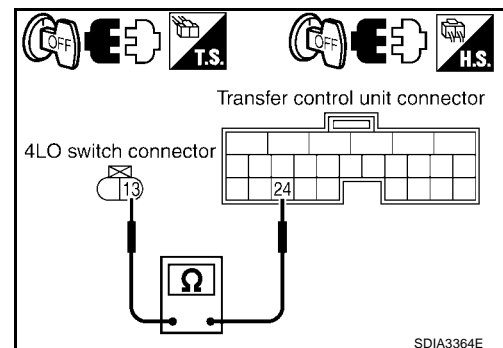 OFF
T.S.
OFF
H.S.
Transfer control unit connector
4LO switch connector
13
24
Ω
SDIA3364E